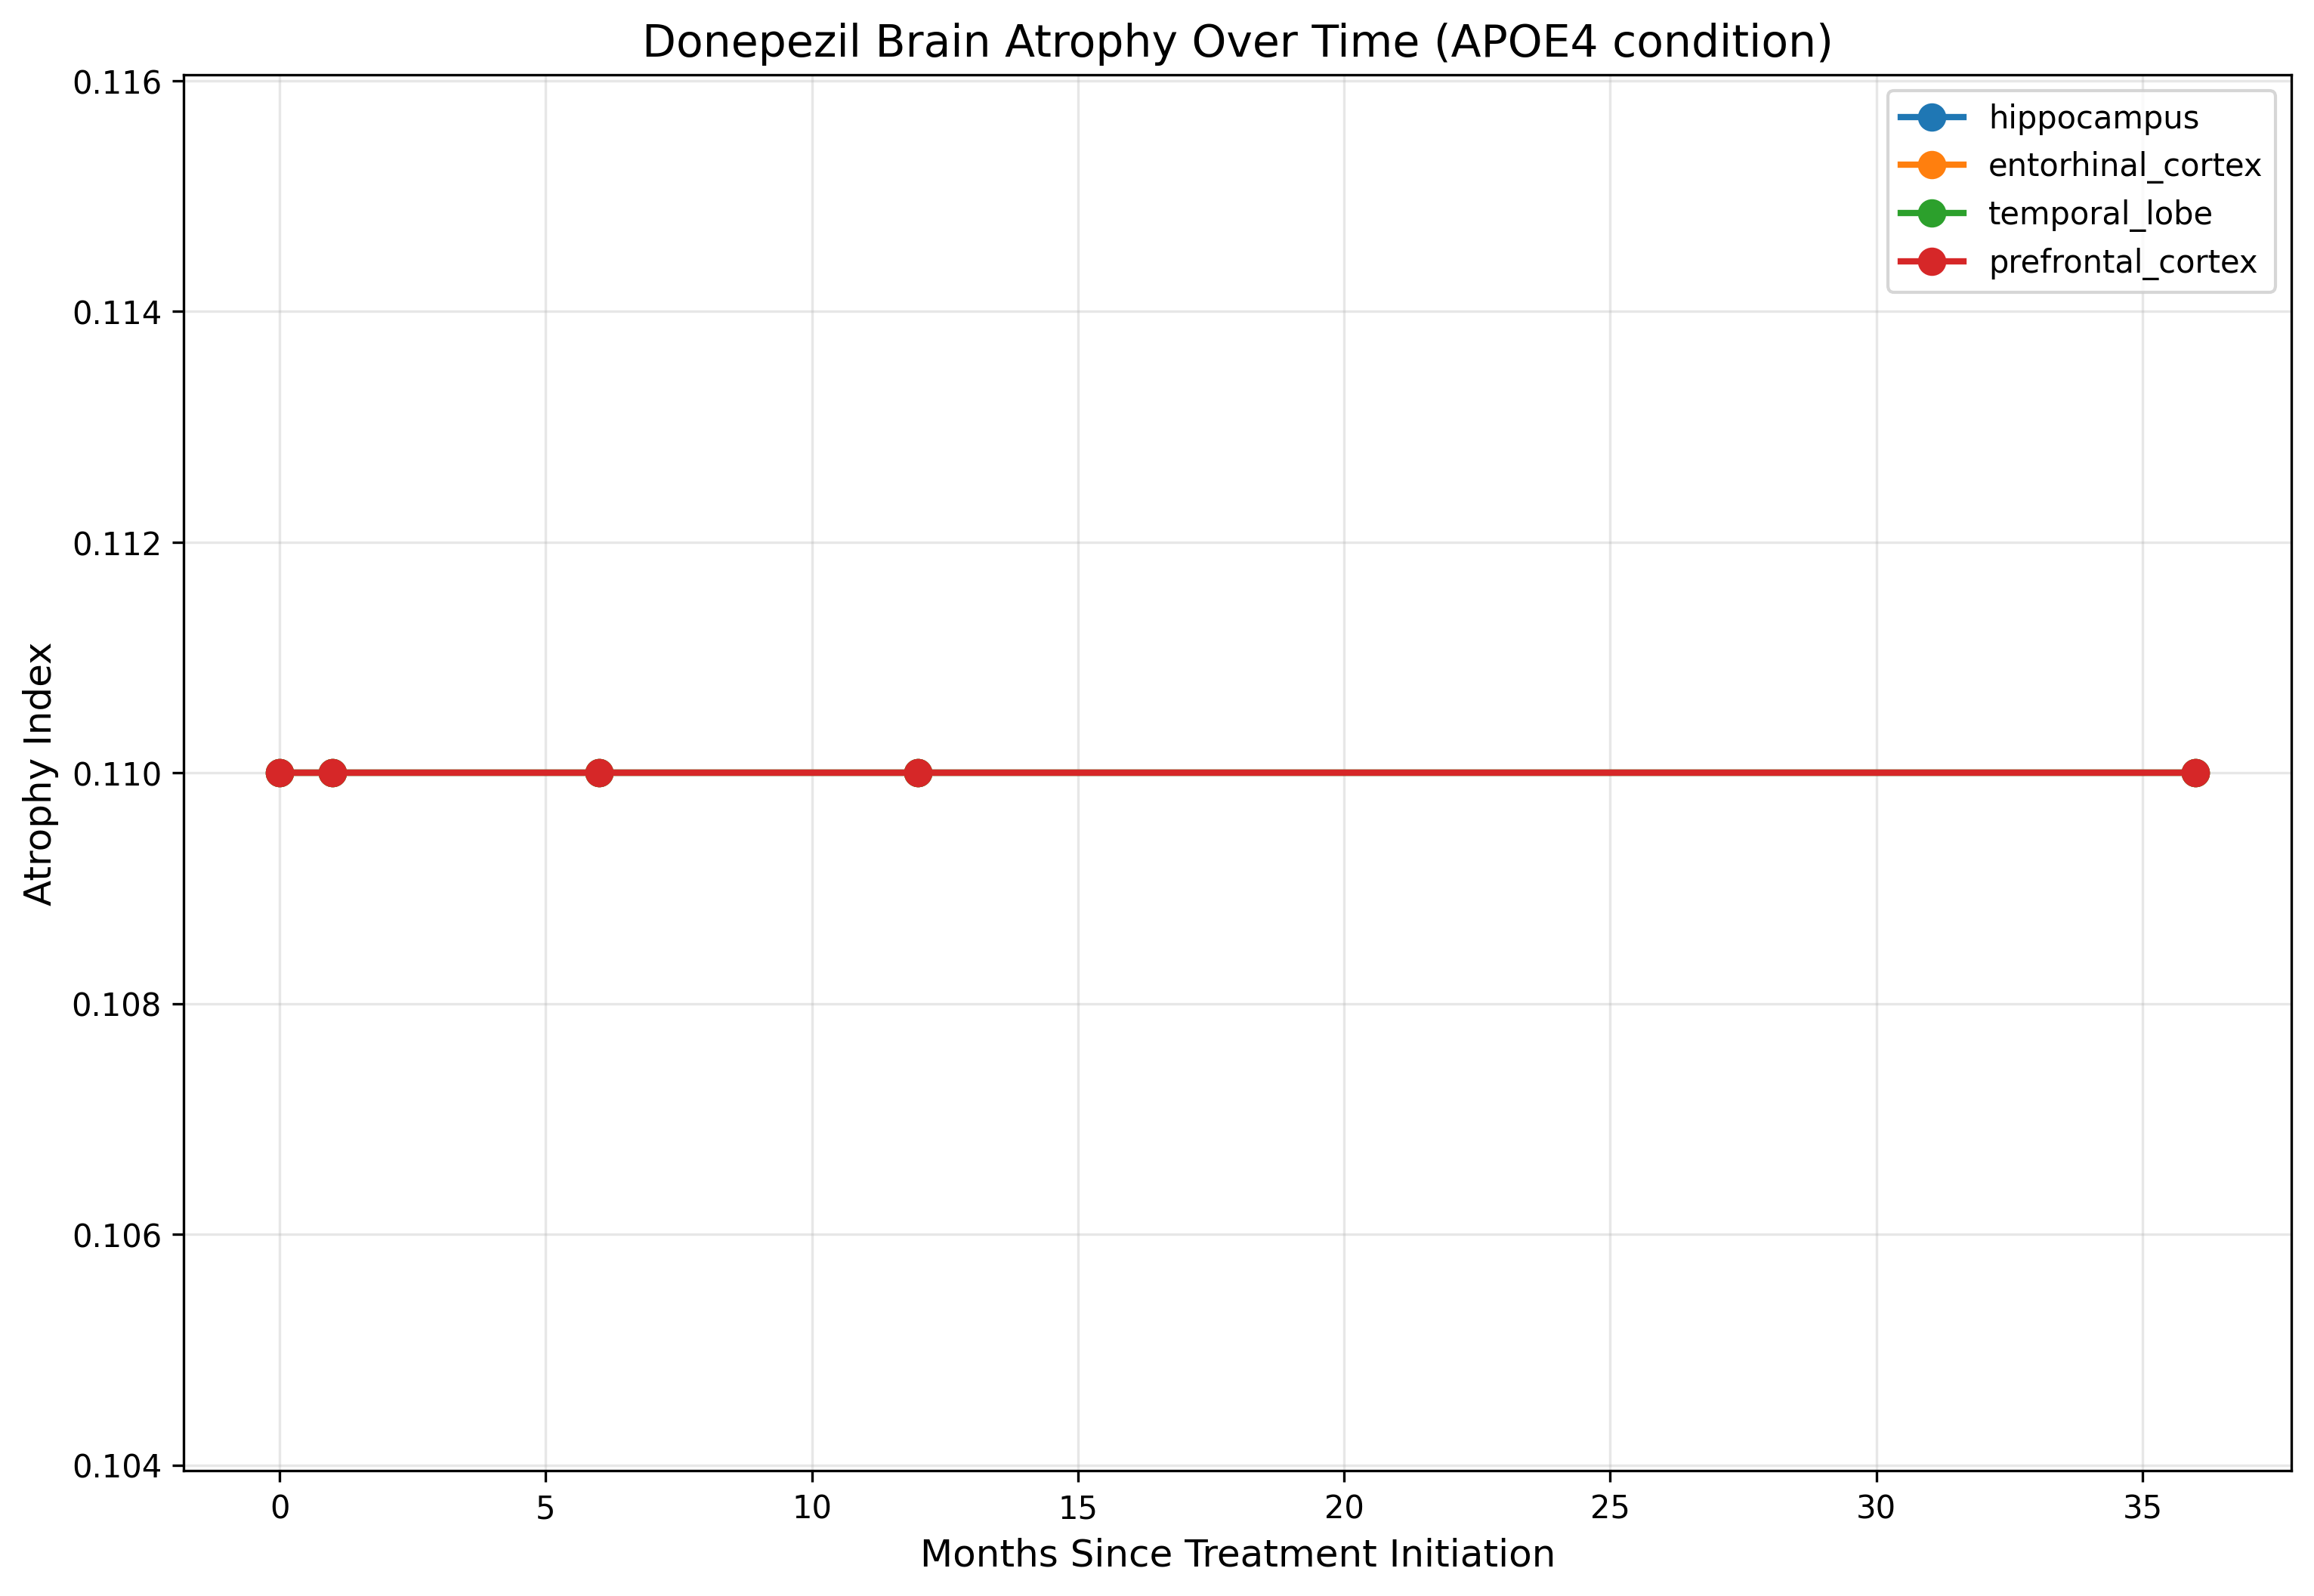 Donepezil Brain Atrophy Over Time (APOE4 condition)
hippocampus
entorhinal_cortex
temporal_lobe
prefrontal_cortex
Atrophy Index
0.116
0.114
0.112
0.110
0.108
0.106
0.104
0 5 10 15 20 25 30 35
Months Since Treatment Initiation